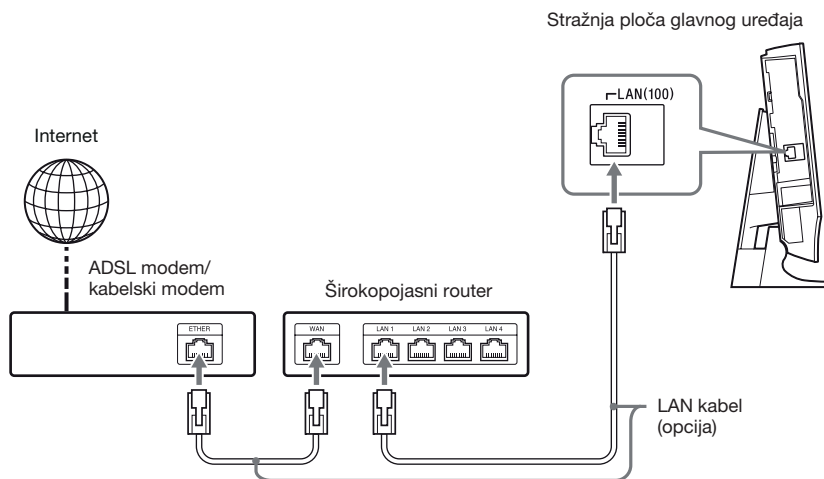 Stražnja ploča glavnog uređaja
LAN(100)
Internet
ADSL modem/
kabelski modem
Širokopojasni router
ETHER
WAN
LAN 1
LAN 2
LAN 3
LAN 4
LAN kabel
(opcija)